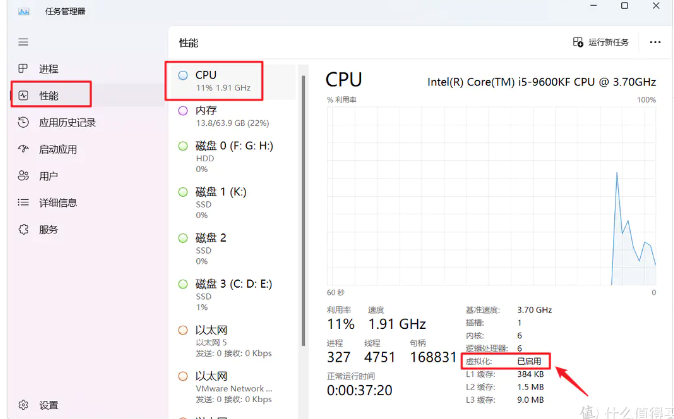 任务管理器
性能
运行新任务
进程
性能
应用历史记录
启动应用
用户
详细信息
服务
设置
CPU
11% 1.91 GHz
内存
13.8/63.9 GB (22%)
磁盘 0 (F: G: H:)
HDD
0%
磁盘 1 (K:)
SSD
0%
磁盘 2
SSD
0%
磁盘 3 (C: D: E:)
SSD
1%
以太网
以太网 5
发送: 0 接收: 0 Kbps
以太网
VMware Network ...
发送: 0 接收: 0 Kbps
以太网
CPU
Intel(R) Core(TM) i5-9600KF CPU @ 3.70GHz
% 利用率 100%
60 秒 0
利用率 速度
11% 1.91 GHz
进程 线程 句柄
327 4751 168831
正常运行时间
0:00:37:20
基准速度: 3.70 GHz
插槽: 1
内核: 6
逻辑处理器: 6
虚拟化: 已启用
L1 缓存: 384 KB
L2 缓存: 1.5 MB
L3 缓存: 9.0 MB
值 什么值得买